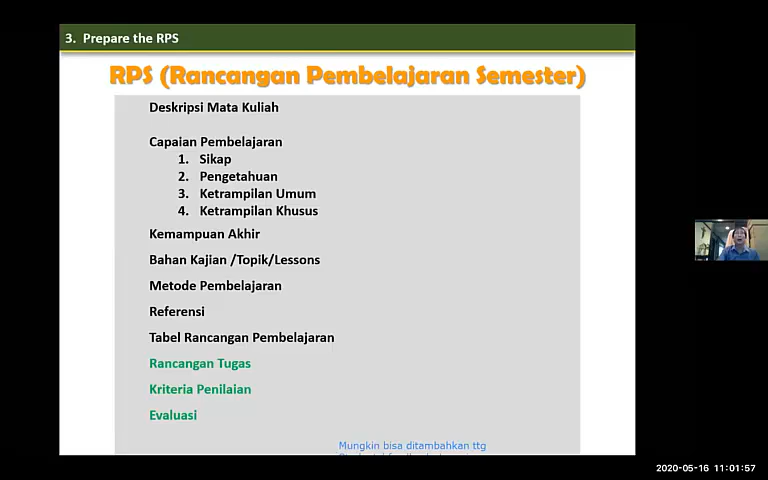 3. Prepare the RPS
RPS (Rancangan Pembelajaran Semester)
Deskripsi Mata Kuliah
Capaian Pembelajaran
1. Sikap
2. Pengetahuan
3. Ketrampilan Umum
4. Ketrampilan Khusus
Kemampuan Akhir
Bahan Kajian /Topik/Lessons
Metode Pembelajaran
Referensi
Tabel Rancangan Pembelajaran
Rancangan Tugas
Kriteria Penilaian
Evaluasi
Mungkin bisa ditambahkan ttg
2020-05-16 11:01:57